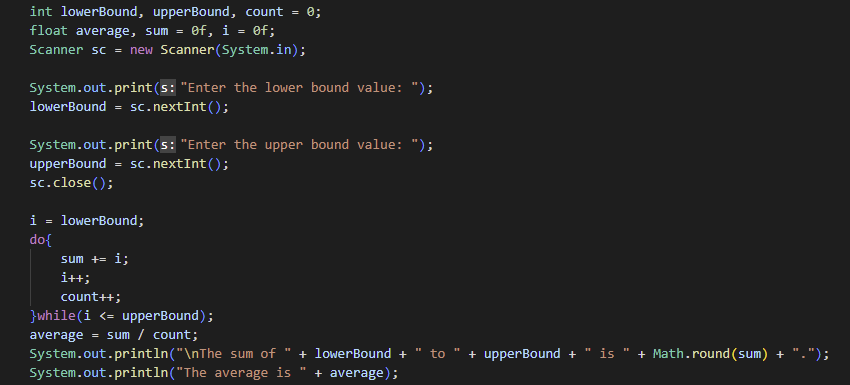 int lowerBound, upperBound, count = 0;
float average, sum = 0f, i = 0f;
Scanner sc = new Scanner(System.in);
System.out.print(s: "Enter the lower bound value: ");
lowerBound = sc.nextInt();
System.out.print(s: "Enter the upper bound value: ");
upperBound = sc.nextInt();
sc.close();
i = lowerBound;
do{
sum += i;
i++;
count++;
}while(i <= upperBound);
average = sum / count;
System.out.println("\nThe sum of " + lowerBound + " to " + upperBound + " is " + Math.round(sum) + ".");
System.out.println("The average is " + average);